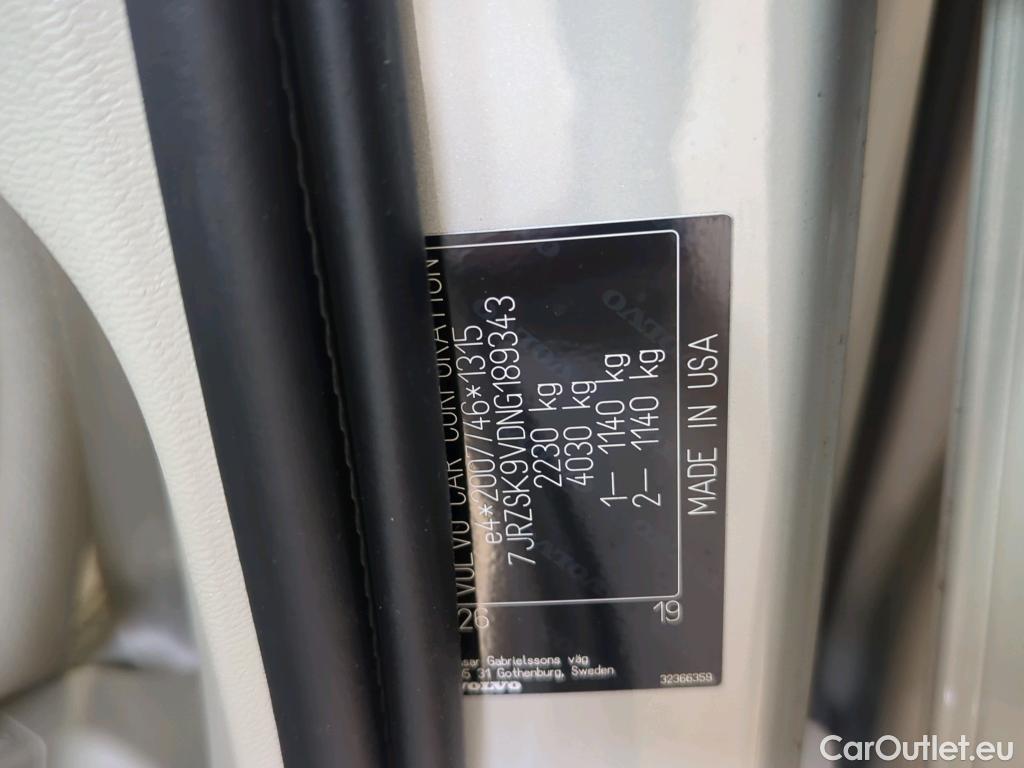 VOLVO CAR CORPORATION
e4*2007/46*1315
7JRZSK9VDNG189343
2230 kg
4030 kg
1— 1140 kg
2— 1140 kg
MADE IN USA
19
Gabrielssons väg
31 Gothenburg, Sweden
VOLVO
32366359
CarOutlet.eu